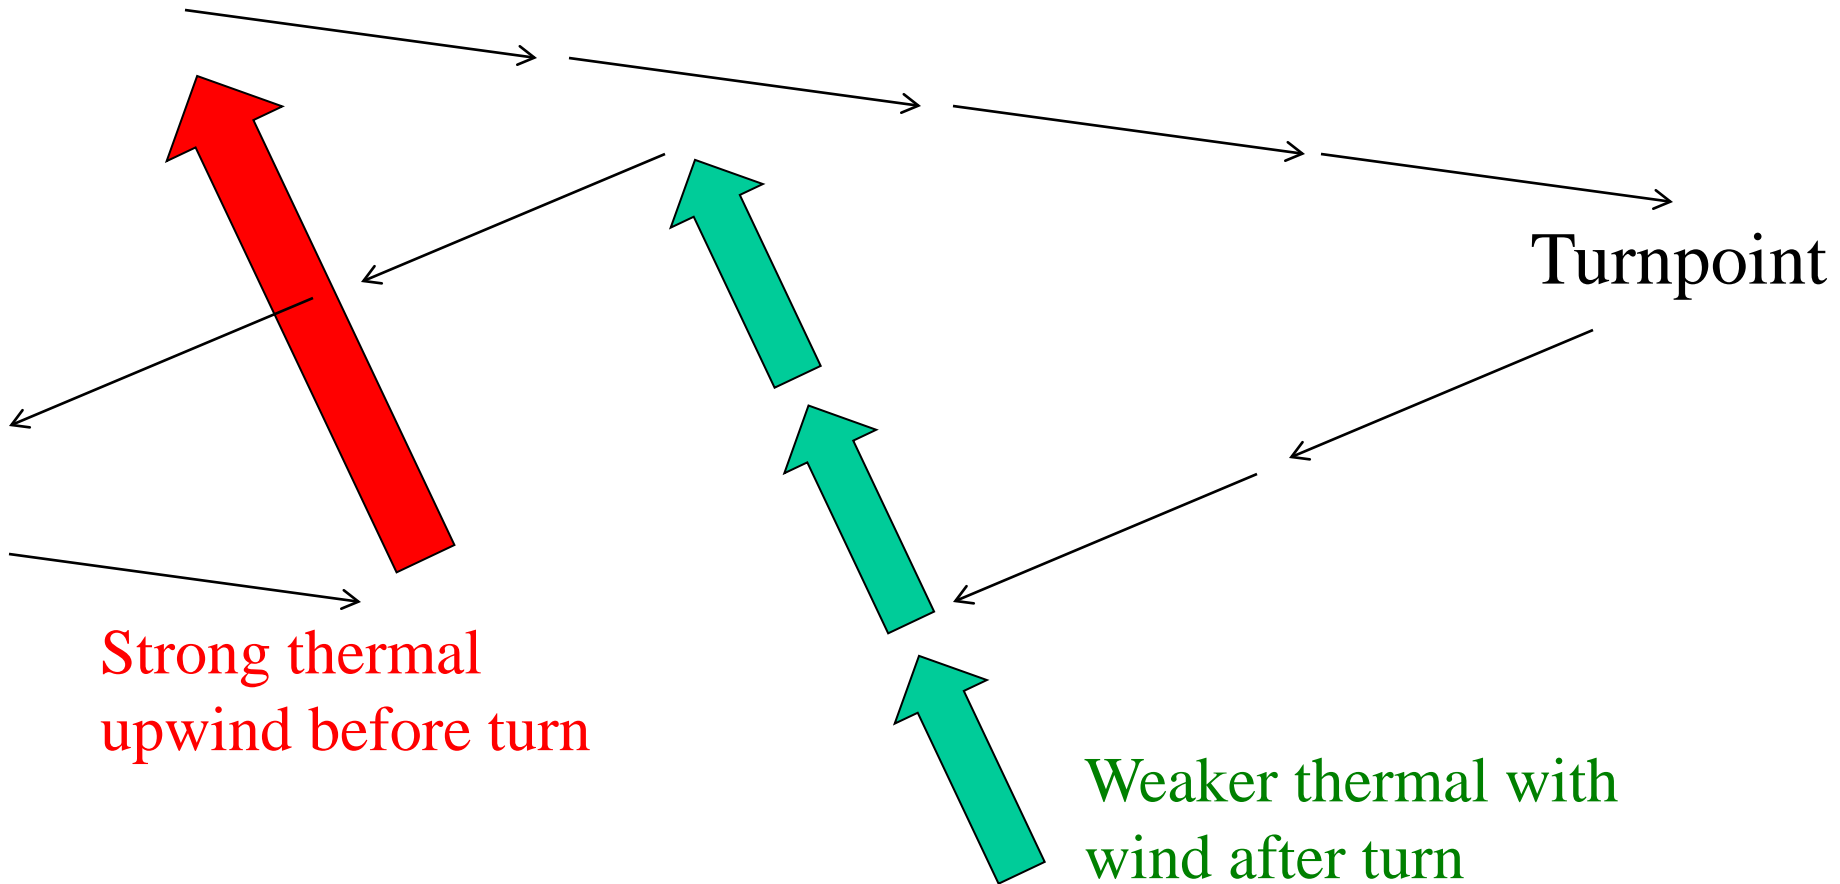 Turnpoint
Strong thermal
upwind before turn
Weaker thermal with
wind after turn